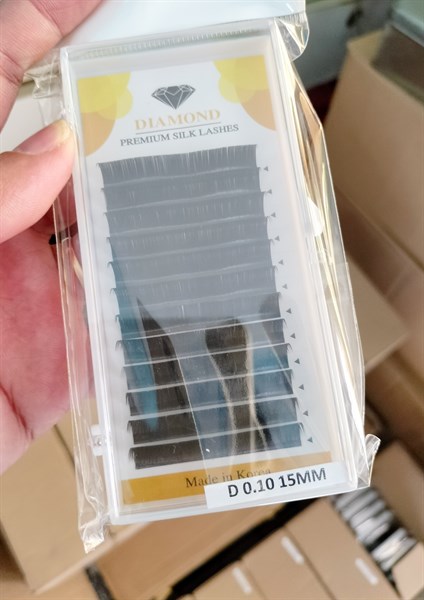 DIAMOND
PREMIUM SILK LASHES
Made in Korea
D 0.10 15MM